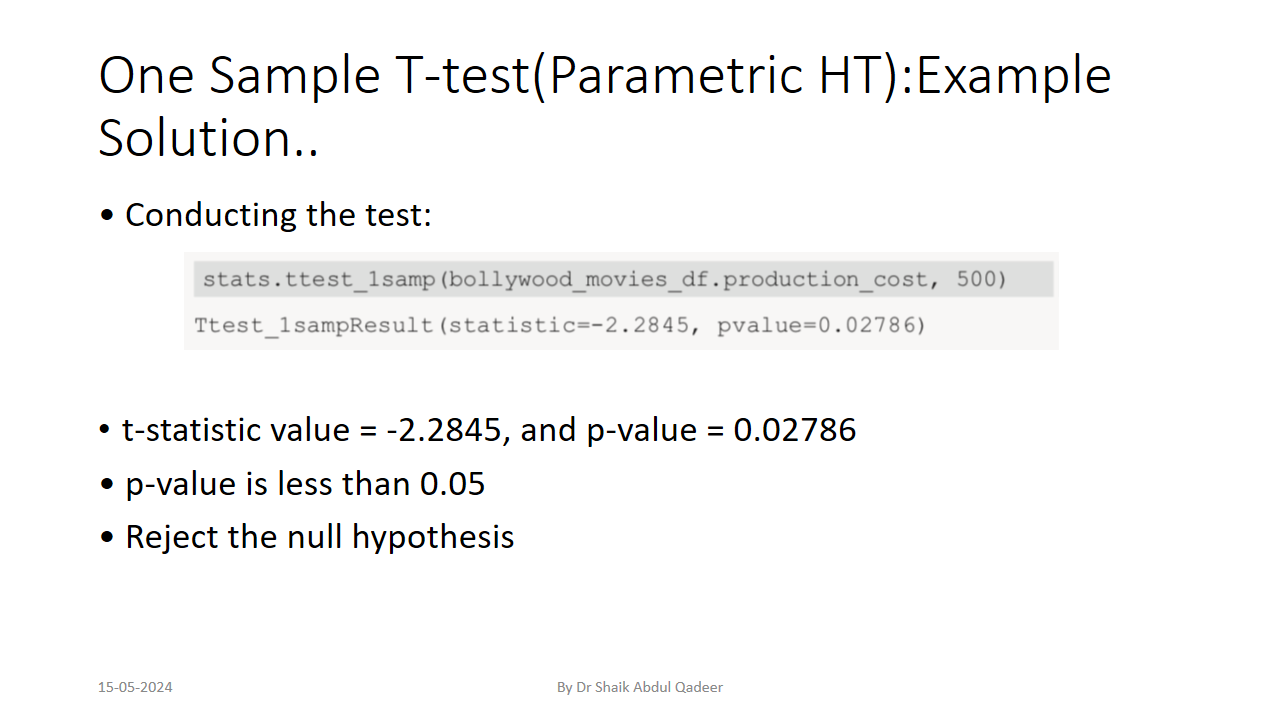 One Sample T-test(Parametric HT):Example
Solution..
• Conducting the test:
stats.ttest_1samp(bollywood_movies_df.production_cost, 500)
Ttest_1sampResult(statistic=-2.2845, pvalue=0.02786)
• t-statistic value = -2.2845, and p-value = 0.02786
• p-value is less than 0.05
• Reject the null hypothesis
15-05-2024
By Dr Shaik Abdul Qadeer